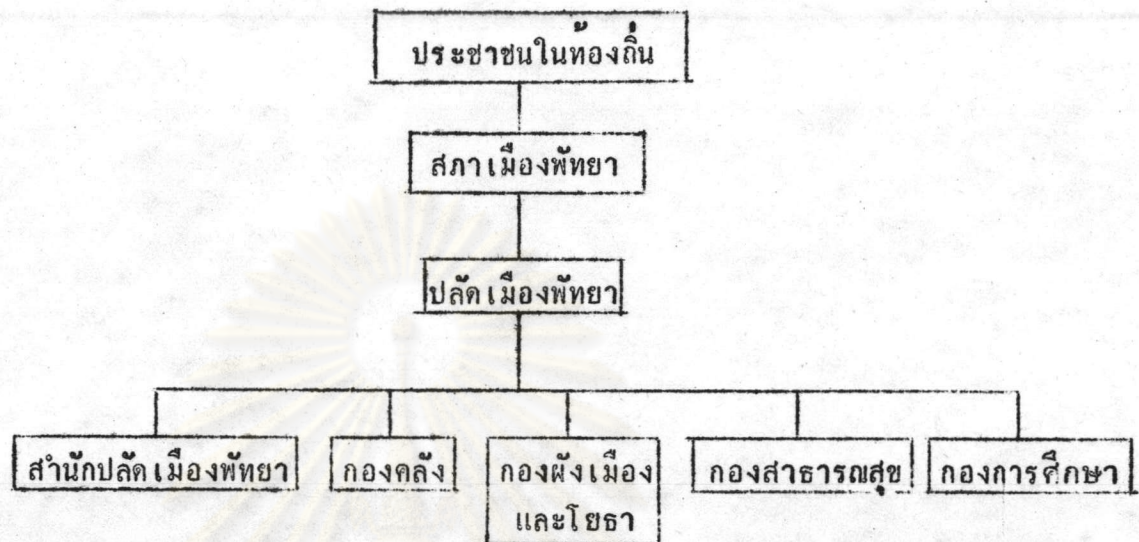 ประชาชนในท้องถิ่น
สภาเมืองพัทยา
ปลัดเมืองพัทยา
สำนักปลัดเมืองพัทยา
กองคลัง
กองผังเมือง
และโยธา
กองสาธารณสุข
กองการศึกษา